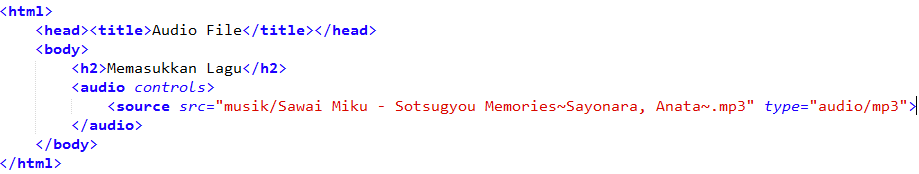 <html>
<head><title>Audio File</title></head>
<body>
<h2>Memasukkan Lagu</h2>
<audio controls>
<source src="musik/Sawai Miku - Sotsugyou Memories~Sayonara, Anata~.mp3" type="audio/mp3">
</audio>
</body>
</html>